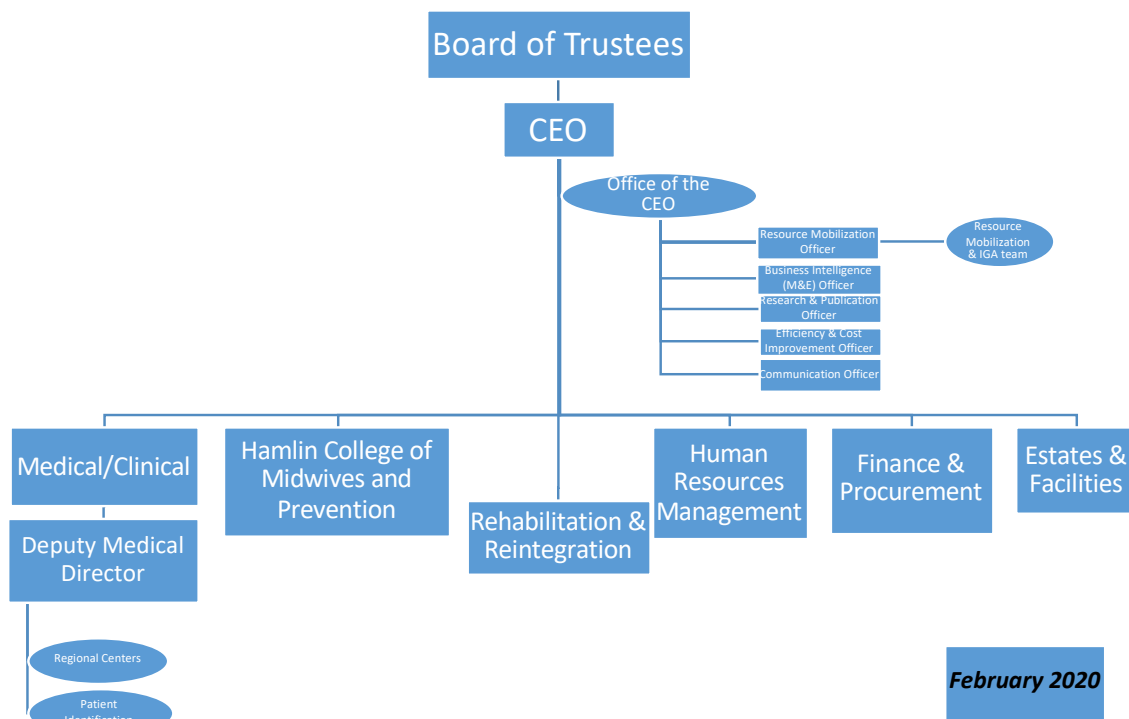 Board of Trustees
CEO
Office of the
CEO
Resource Mobilization
Officer
Resource
Mobilization
& IGA team
Business Intelligence
(M&E) Officer
Research & Publication
Officer
Efficiency & Cost
Improvement Officer
Communication Officer
Medical/Clinical
Hamlin College of
Midwives and
Prevention
Rehabilitation &
Reintegration
Human
Resources
Management
Finance &
Procurement
Estates &
Facilities
Deputy Medical
Director
Regional Centers
Patient
Identification
February 2020